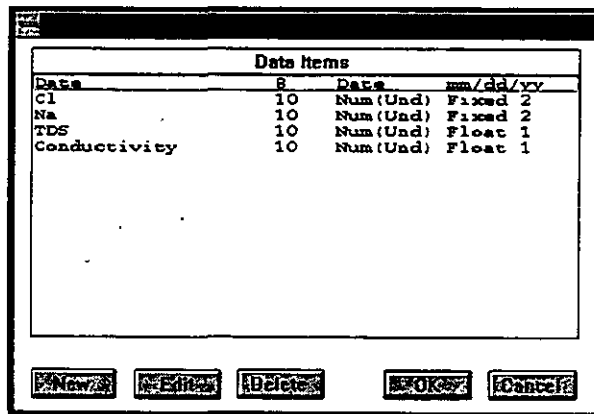 Data Items
Date 8 Date mm/dd/yy
Cl 10 Num(Und) Fixed 2
Na 10 Num(Und) Fixed 2
TDS 10 Num(Und) Float 1
Conductivity 10 Num(Und) Float 1
New Edit Delete OK Cancel